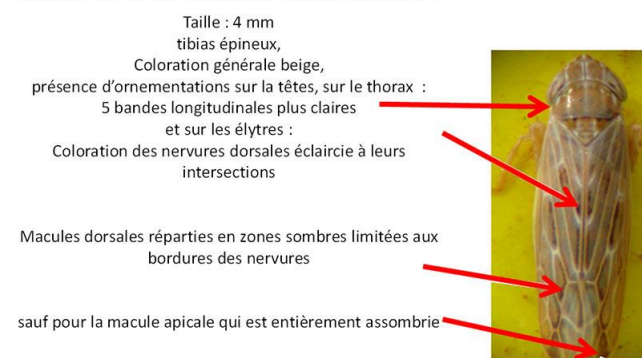 Taille : 4 mm
tibias épineux,
Coloration générale beige,
présence d'ornementations sur la têtes, sur le thorax :
5 bandes longitudinales plus claires
et sur les élytres :
Coloration des nervures dorsales éclaircie à leurs
intersections
Macules dorsales réparties en zones sombres limitées aux
bordures des nervures
sauf pour la macule apicale qui est entièrement assombrie